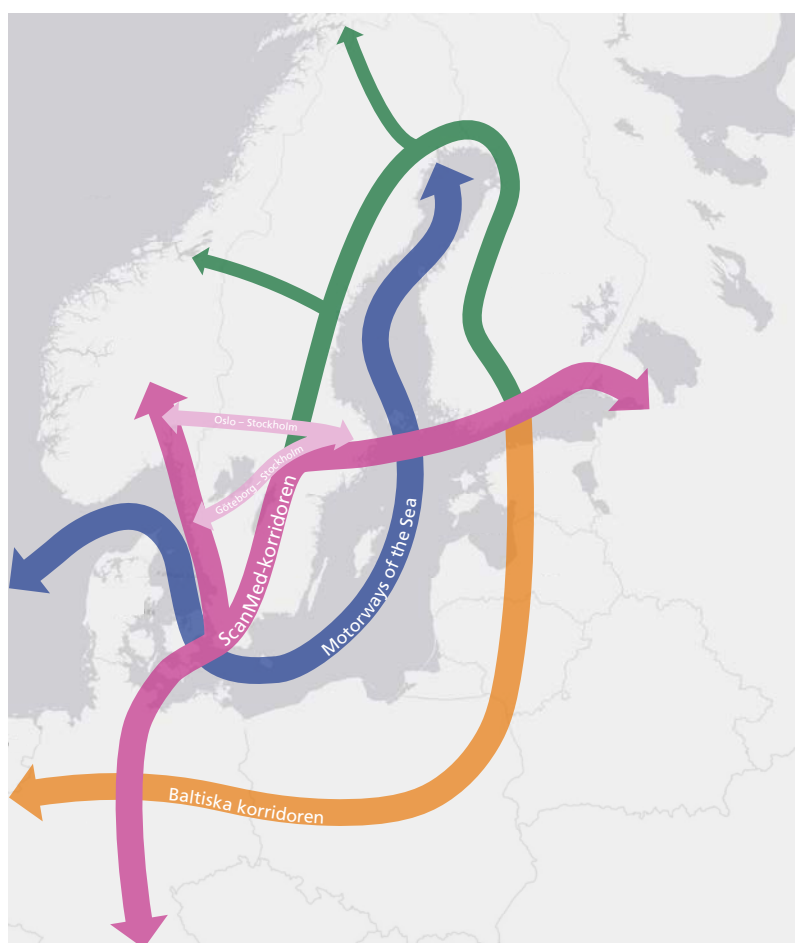 Oslo – Stockholm
Göteborg – Stockholm
ScanMed-korridoren
Motorways of the Sea
Baltiska korridoren